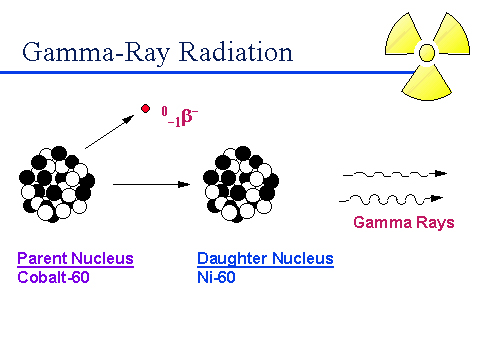 Gamma-Ray Radiation
⁰₋₁β⁻
Gamma Rays
Parent Nucleus
Cobalt-60
Daughter Nucleus
Ni-60